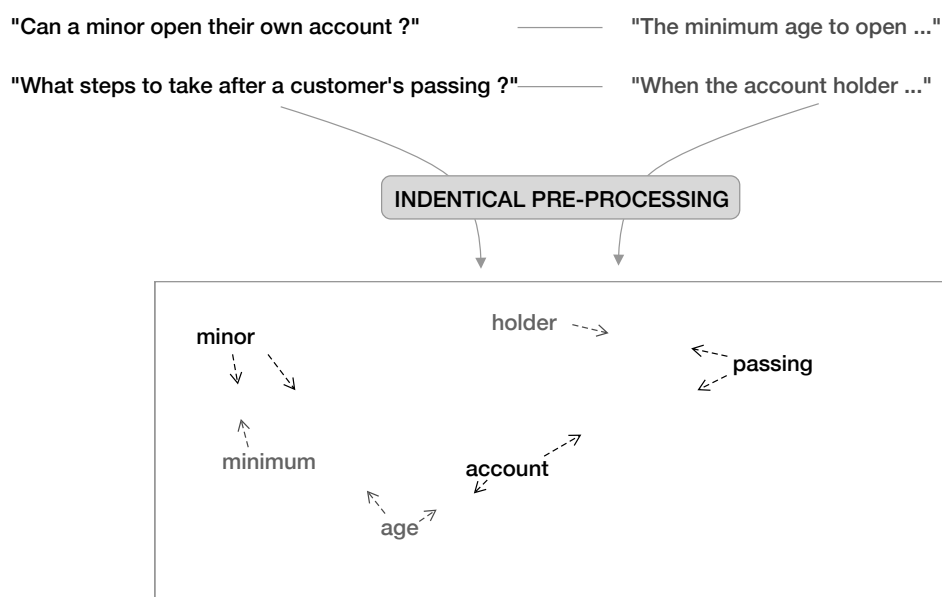 "Can a minor open their own account ?" "The minimum age to open ..."
"What steps to take after a customer's passing ?" "When the account holder ..."
INDENTICAL PRE-PROCESSING
holder
minor
passing
minimum
account
age